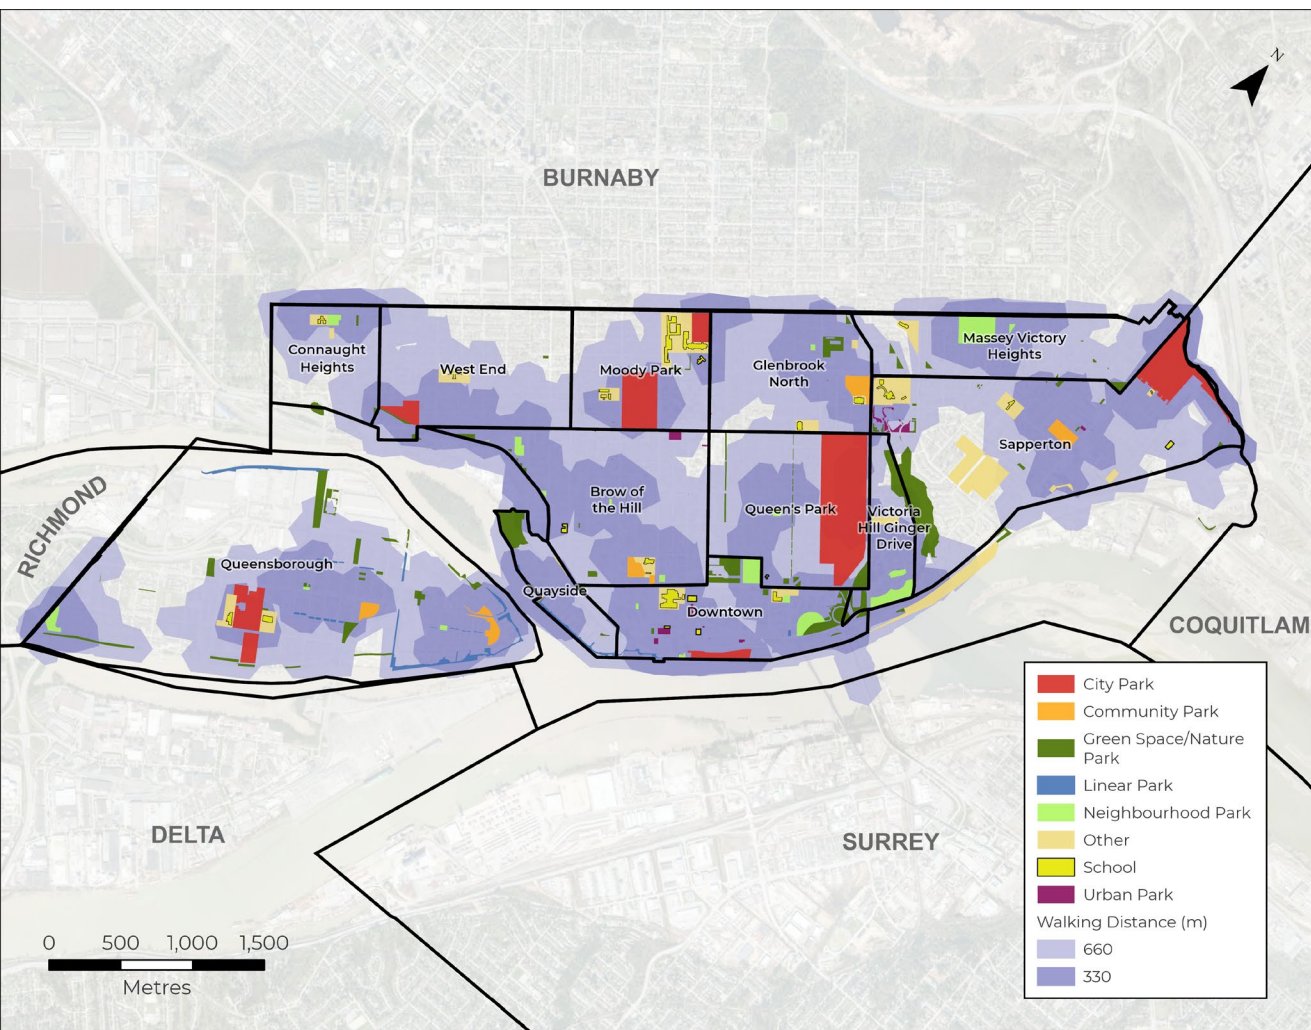 N
BURNABY
Connaught
Heights
West End
Moody Park
Glenbrook
North
Massey Victory
Heights
Sapperton
Brow of
the Hill
Queen's Park
Victoria
Hill Ginger
Drive
RICHMOND
Queensborough
Quayside
Downtown
COQUITLAM
DELTA
SURREY
City Park
Community Park
Green Space/Nature
Park
Linear Park
Neighbourhood Park
Other
School
Urban Park
Walking Distance (m)
660
330
0 500 1,000 1,500
Metres